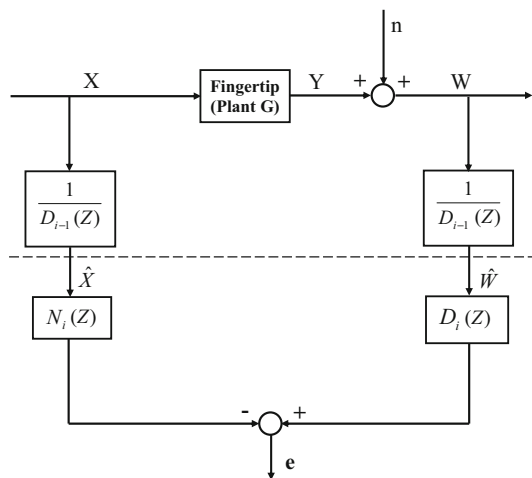 n
X
Fingertip
(Plant G)
Y
+
+
W
1
D_{i-1}(Z)
1
D_{i-1}(Z)
X̂
Ŵ
N_i(Z)
D_i(Z)
-
+
e